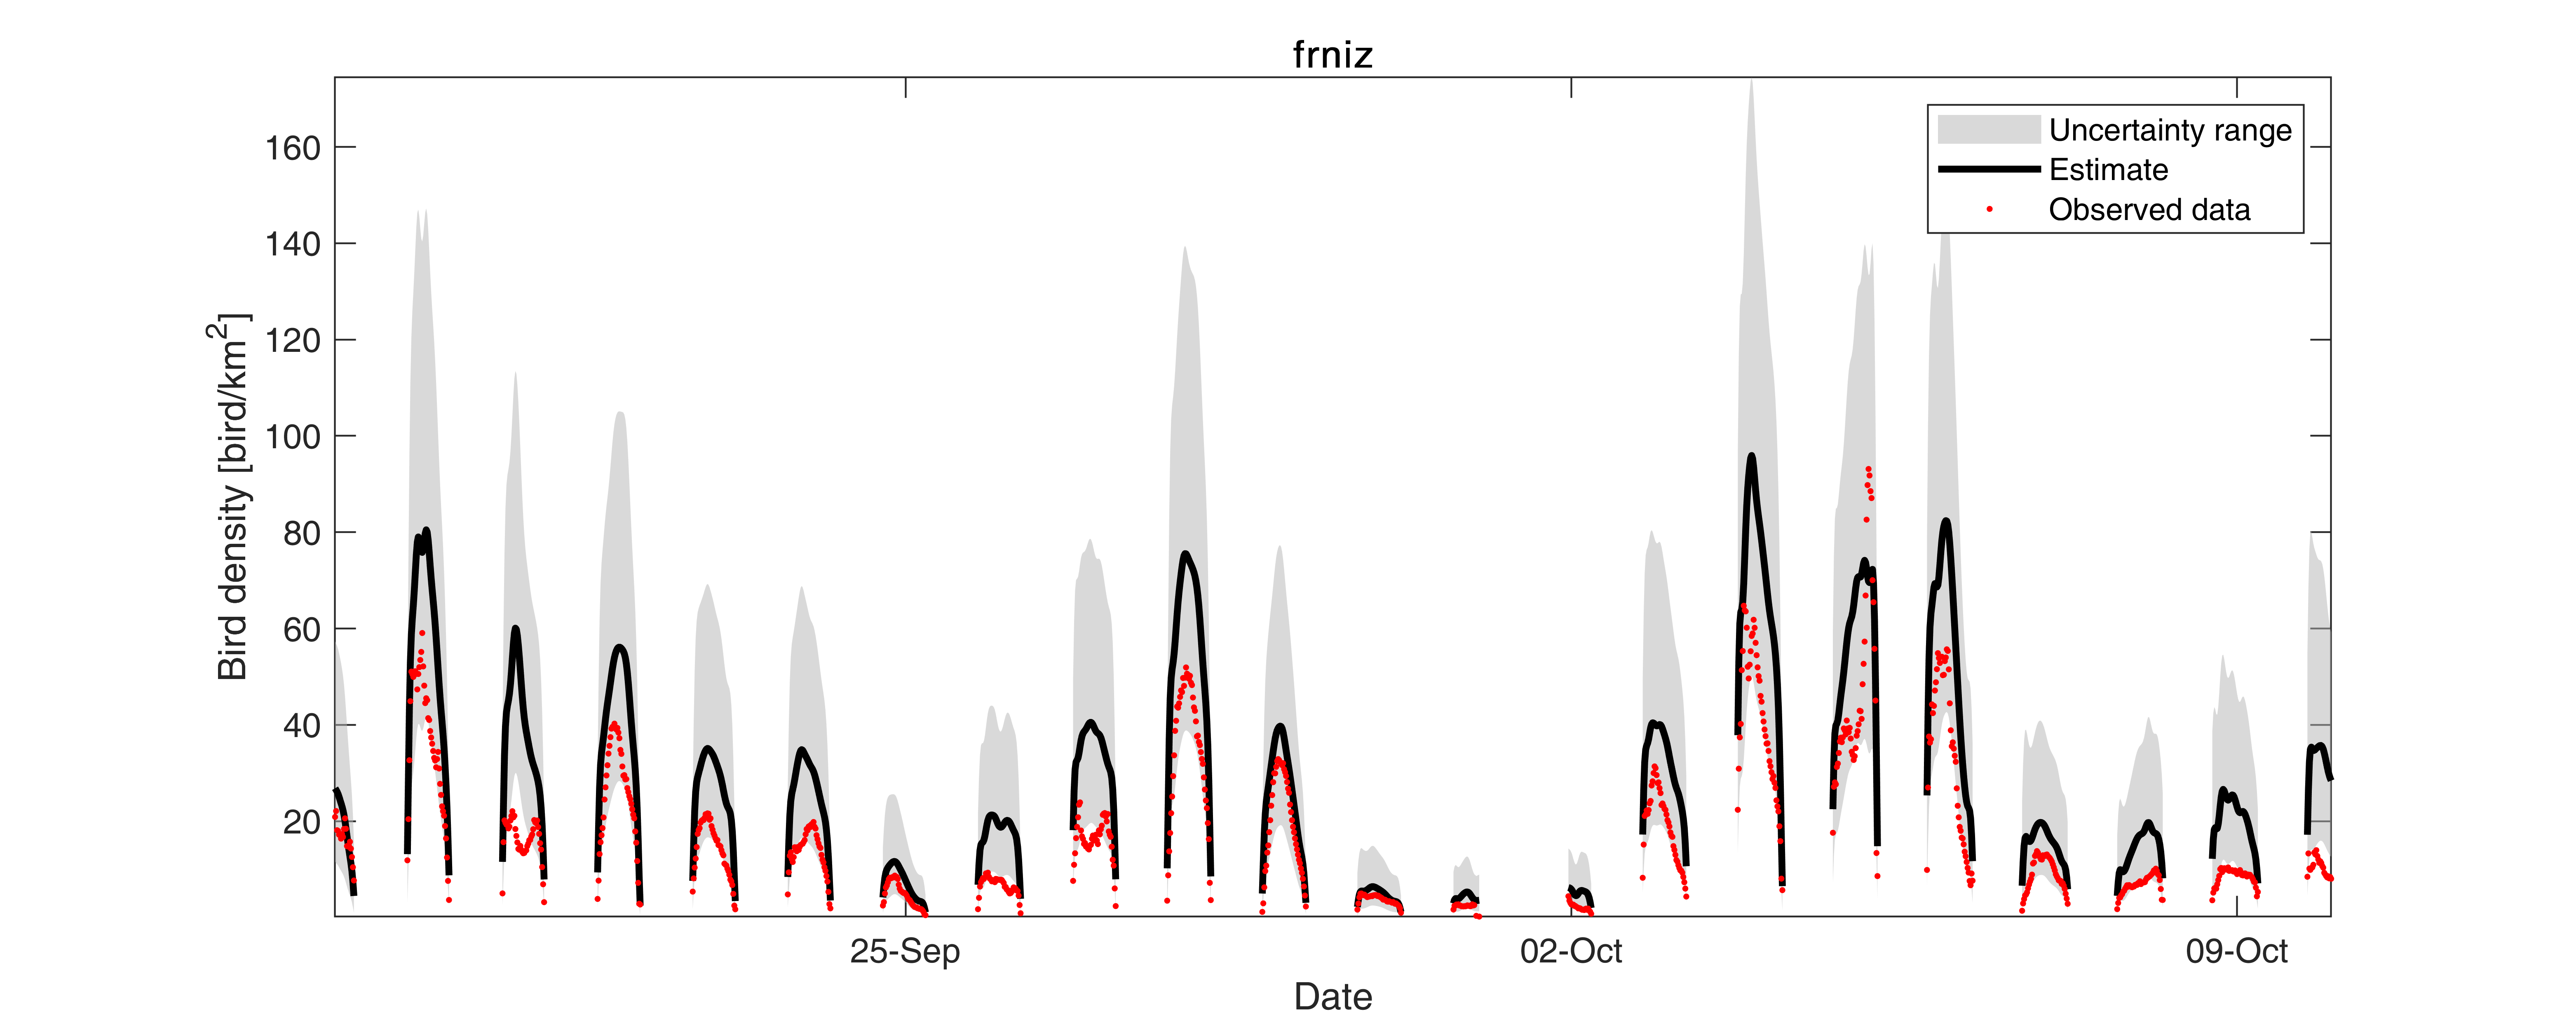 frniz
160
140
120
100
80
60
40
20
Bird density [bird/km²]
Uncertainty range
Estimate
Observed data
25-Sep
02-Oct
09-Oct
Date